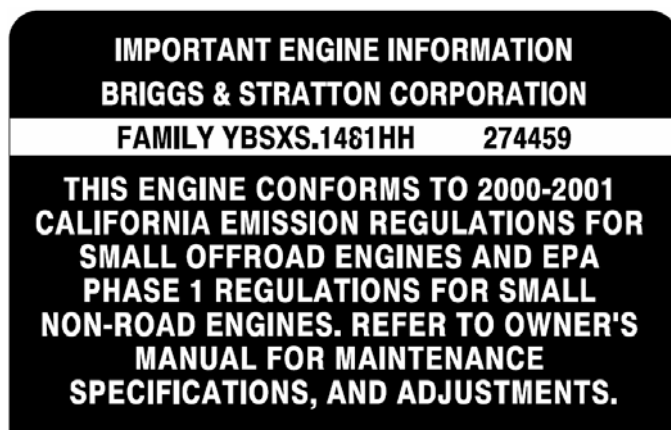 IMPORTANT ENGINE INFORMATION
BRIGGS & STRATTON CORPORATION
FAMILY YBSXS.1481HH 274459
THIS ENGINE CONFORMS TO 2000-2001
CALIFORNIA EMISSION REGULATIONS FOR
SMALL OFFROAD ENGINES AND EPA
PHASE 1 REGULATIONS FOR SMALL
NON-ROAD ENGINES. REFER TO OWNER'S
MANUAL FOR MAINTENANCE
SPECIFICATIONS, AND ADJUSTMENTS.